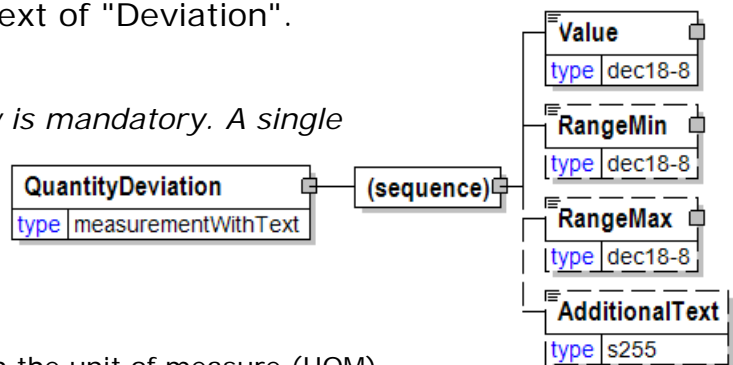 ext of "Deviation".
y is mandatory. A single
QuantityDeviation
type measurementWithText
(sequence)
Value
type dec18-8
RangeMin
type dec18-8
RangeMax
type dec18-8
AdditionalText
type s255
the unit of measure (UOM)